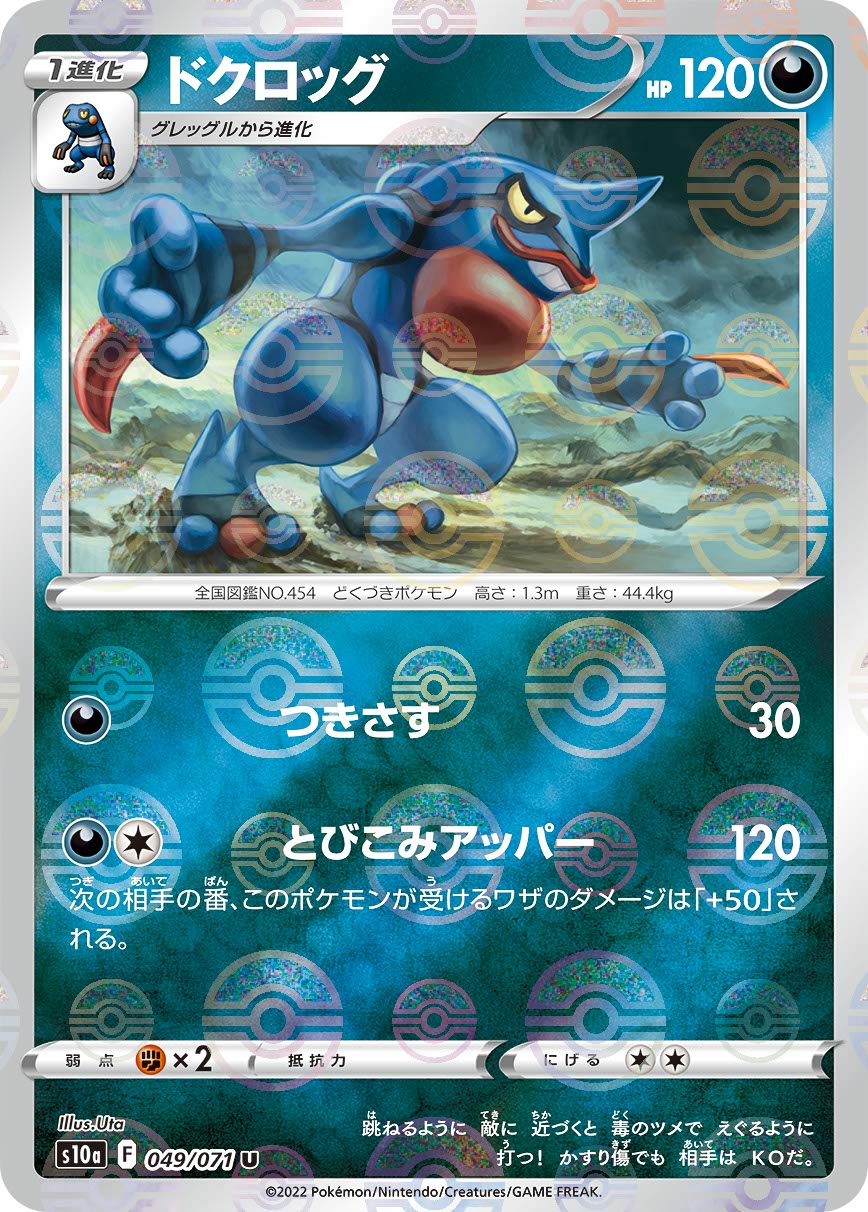 1進化
ドクロッグ
HP 120
グレッグルから進化
全国図鑑NO.454 どくづきポケモン 高さ：1.3m 重さ：44.4kg
つきさす 30
とびこみアッパー 120
次の相手の番、このポケモンが受けるワザのダメージは「+50」さ
れる。
弱点 ×2 抵抗力 にげる
Illus.Uta
跳ねるように 敵に 近づくと 毒のツメで えぐるように
打つ！ かすり傷でも 相手は KOだ。
s10a F 049/071 U
©2022 Pokémon/Nintendo/Creatures/GAME FREAK.